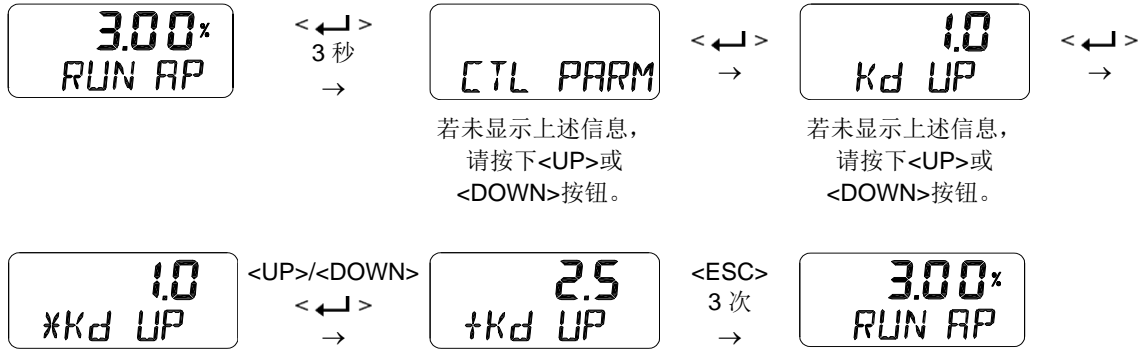 3.00%
RUN AP
< ↵ >
3 秒
→
CTL PARM
若未显示上述信息，
请按下<UP>或
<DOWN>按钮。
< ↵ >
→
1.0
Kd UP
若未显示上述信息，
请按下<UP>或
<DOWN>按钮。
< ↵ >
→
1.0
*Kd UP
<UP>/<DOWN>
< ↵ >
→
2.5
+Kd UP
<ESC>
3 次
→
3.00%
RUN AP